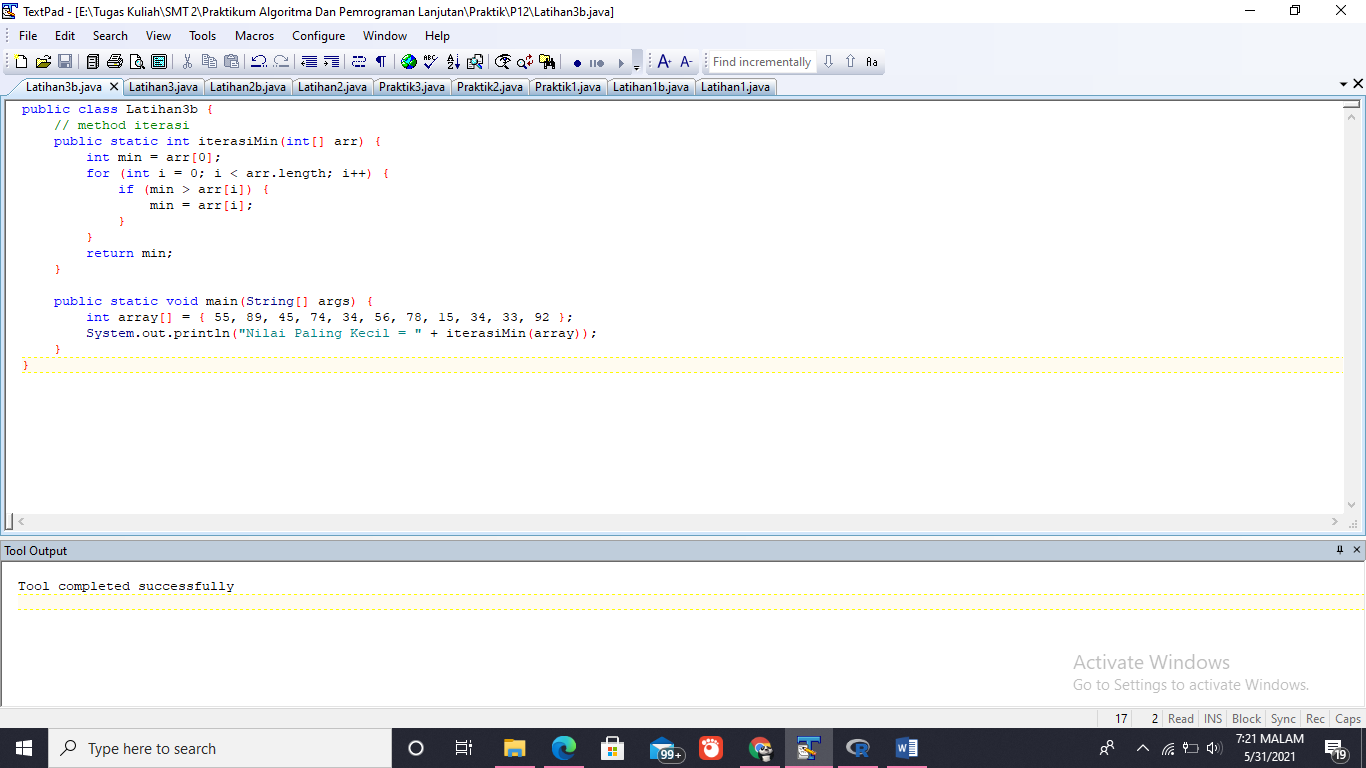 TextPad - [E:\Tugas Kuliah\SMT 2\Praktikum Algoritma Dan Pemrograman Lanjutan\Praktik\P12\Latihan3b.java]
File Edit Search View Tools Macros Configure Window Help
Find incrementally Aa
Latihan3b.java Latihan3.java Latihan2b.java Latihan2.java Praktik3.java Praktik2.java Praktik1.java Latihan1b.java Latihan1.java
public class Latihan3b {
    // method iterasi
    public static int iterasiMin(int[] arr) {
        int min = arr[0];
        for (int i = 0; i < arr.length; i++) {
            if (min > arr[i]) {
                min = arr[i];
            }
        }
        return min;
    }
    public static void main(String[] args) {
        int array[] = { 55, 89, 45, 74, 34, 56, 78, 15, 34, 33, 92 };
        System.out.println("Nilai Paling Kecil = " + iterasiMin(array));
    }
}
Tool Output
Tool completed successfully
Activate Windows
Go to Settings to activate Windows.
17 2 Read INS Block Sync Rec Caps
Type here to search
99+
7:21 MALAM
5/31/2021
19